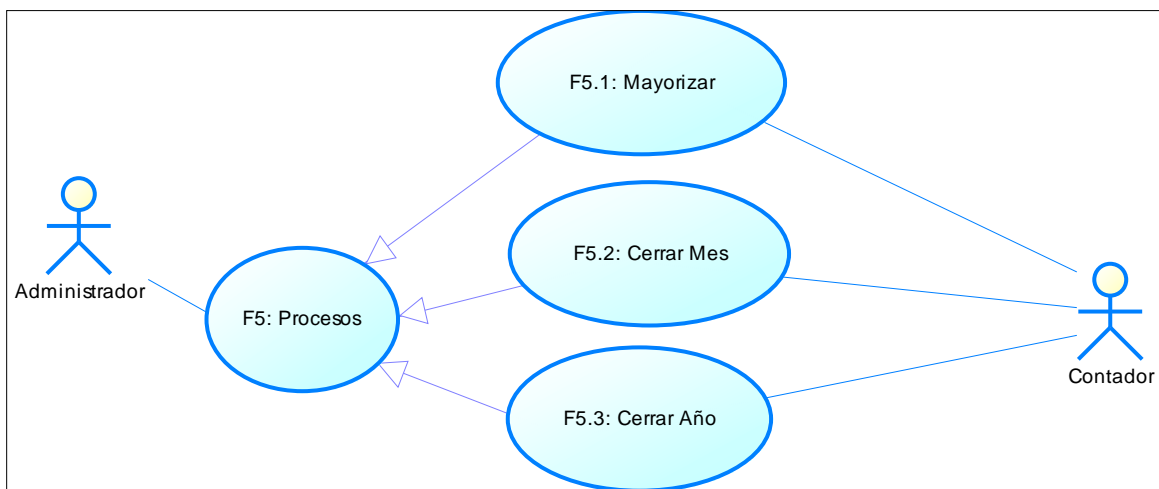 F5.1: Mayorizar
F5.2: Cerrar Mes
Administrador
F5: Procesos
Contador
F5.3: Cerrar Año